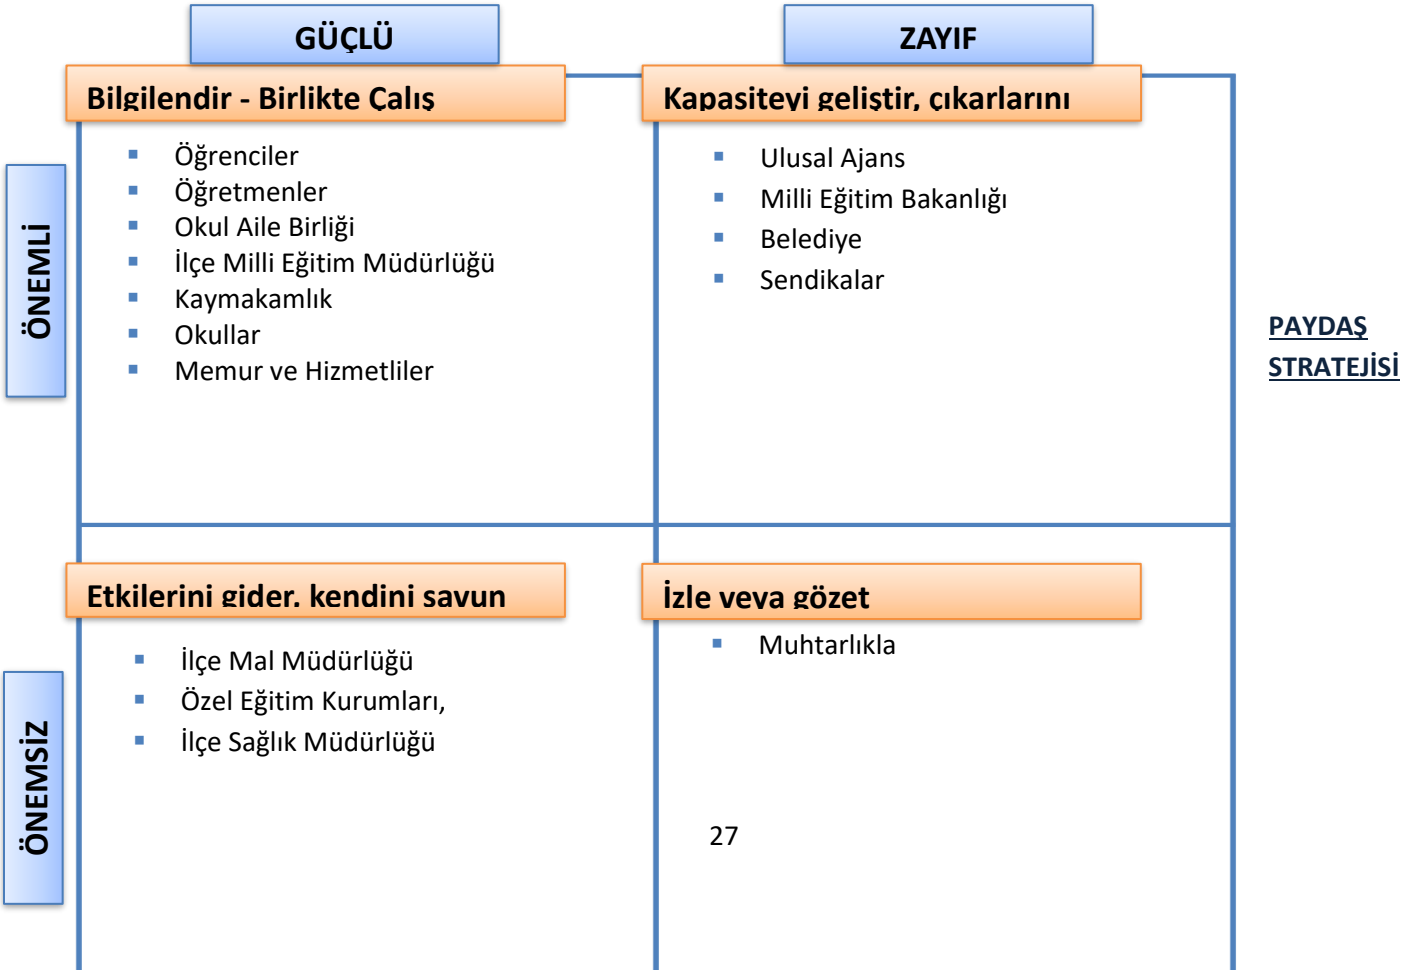 GÜÇLÜ
ZAYIF
Bilgilendir - Birlikte Çalış
Kapasiteyi geliştir, çıkarlarını
ÖNEMLİ
Öğrenciler
Öğretmenler
Okul Aile Birliği
İlçe Milli Eğitim Müdürlüğü
Kaymakamlık
Okullar
Memur ve Hizmetliler
Ulusal Ajans
Milli Eğitim Bakanlığı
Belediye
Sendikalar
PAYDAŞ
STRATEJİSİ
Etkilerini gider, kendini savun
İzle veya gözet
ÖNEMSİZ
İlçe Mal Müdürlüğü
Özel Eğitim Kurumları,
İlçe Sağlık Müdürlüğü
Muhtarlıkla
27